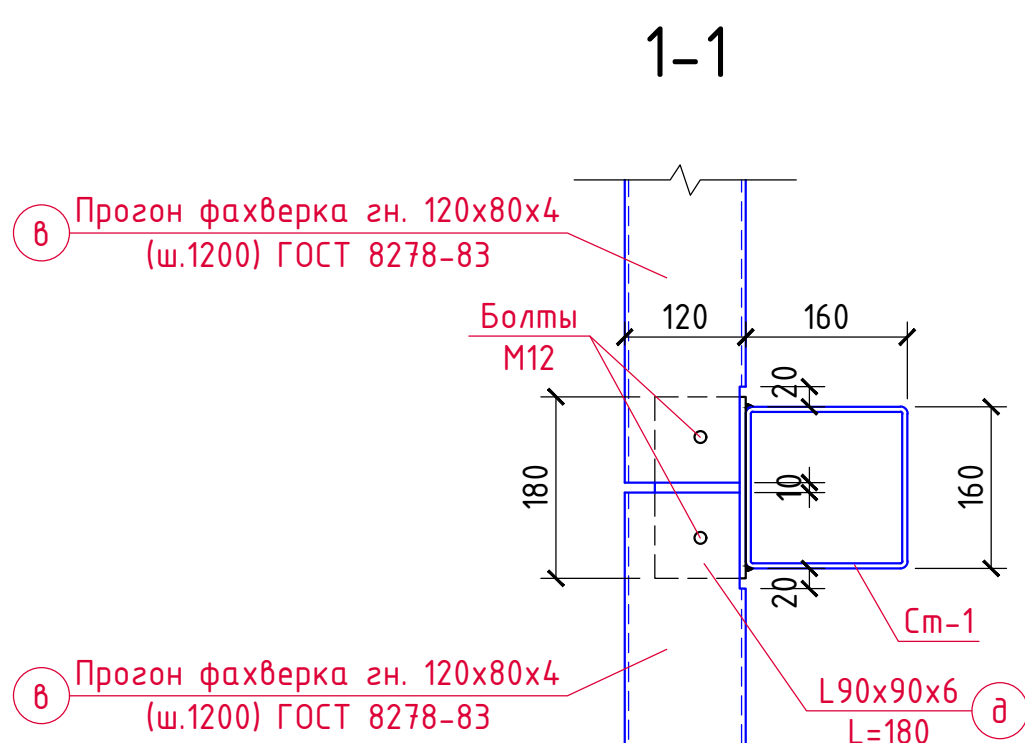 1-1
в
Прогон фахверка гн. 120х80х4
(ш.1200) ГОСТ 8278-83
Болты
М12
120
160
20
180
10
160
20
Ст-1
в
Прогон фахверка гн. 120х80х4
(ш.1200) ГОСТ 8278-83
L90х90х6
L=180
д